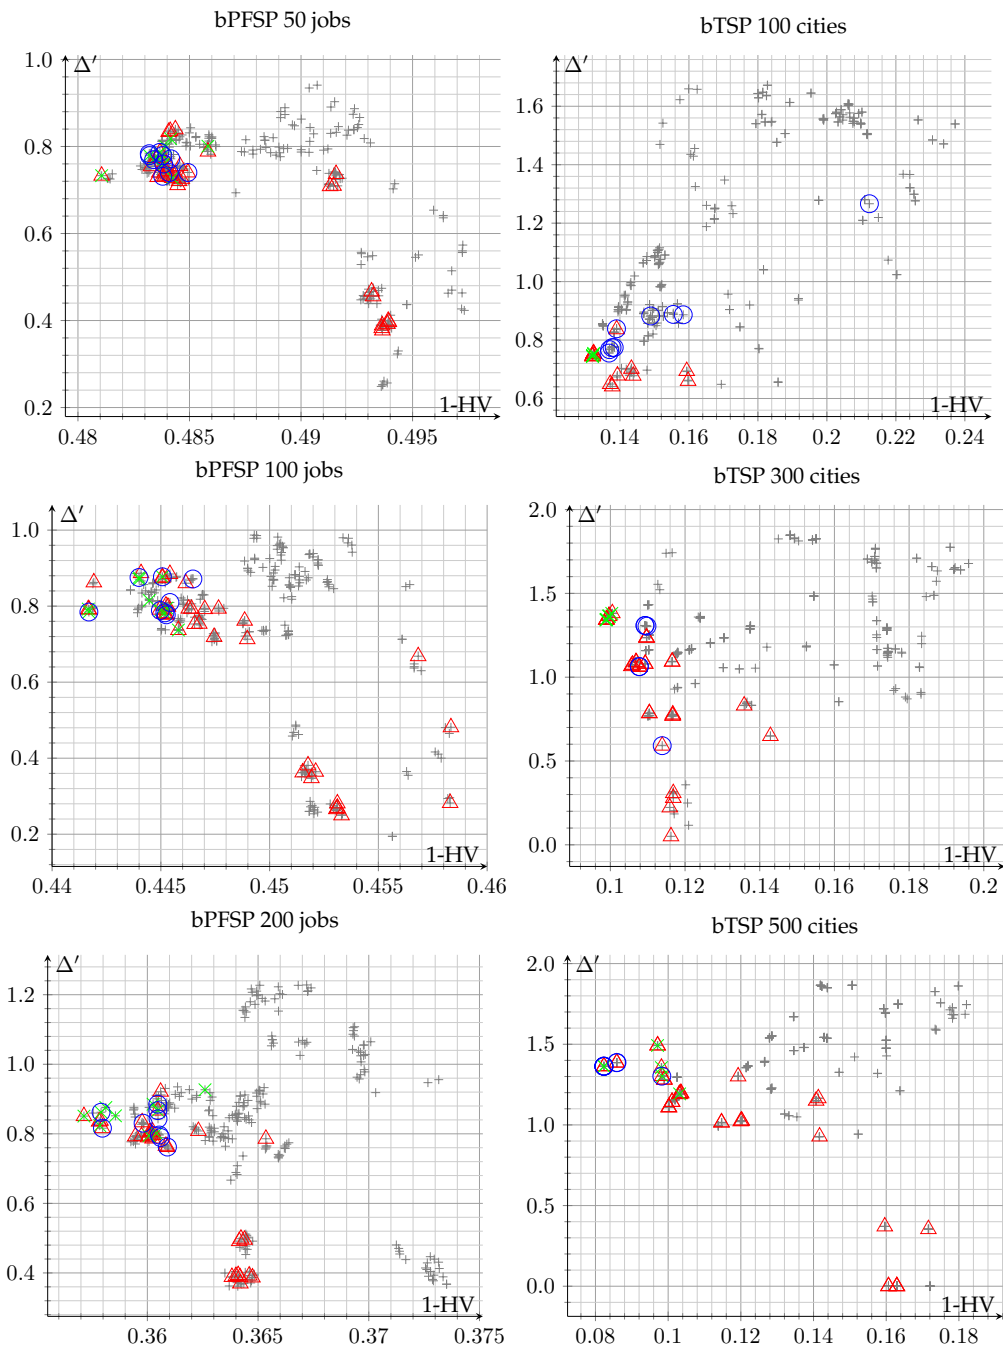 bPFSP 50 jobs
Δ′
1.0
0.8
0.6
0.4
0.2
1-HV
0.48 0.485 0.49 0.495
bTSP 100 cities
Δ′
1.6
1.4
1.2
1.0
0.8
0.6
1-HV
0.14 0.16 0.18 0.2 0.22 0.24
bPFSP 100 jobs
Δ′
1.0
0.8
0.6
0.4
0.2
1-HV
0.44 0.445 0.45 0.455 0.46
bTSP 300 cities
Δ′
2.0
1.5
1.0
0.5
0.0
1-HV
0.1 0.12 0.14 0.16 0.18 0.2
bPFSP 200 jobs
Δ′
1.2
1.0
0.8
0.6
0.4
1-HV
0.36 0.365 0.37 0.375
bTSP 500 cities
Δ′
2.0
1.5
1.0
0.5
0.0
1-HV
0.08 0.1 0.12 0.14 0.16 0.18